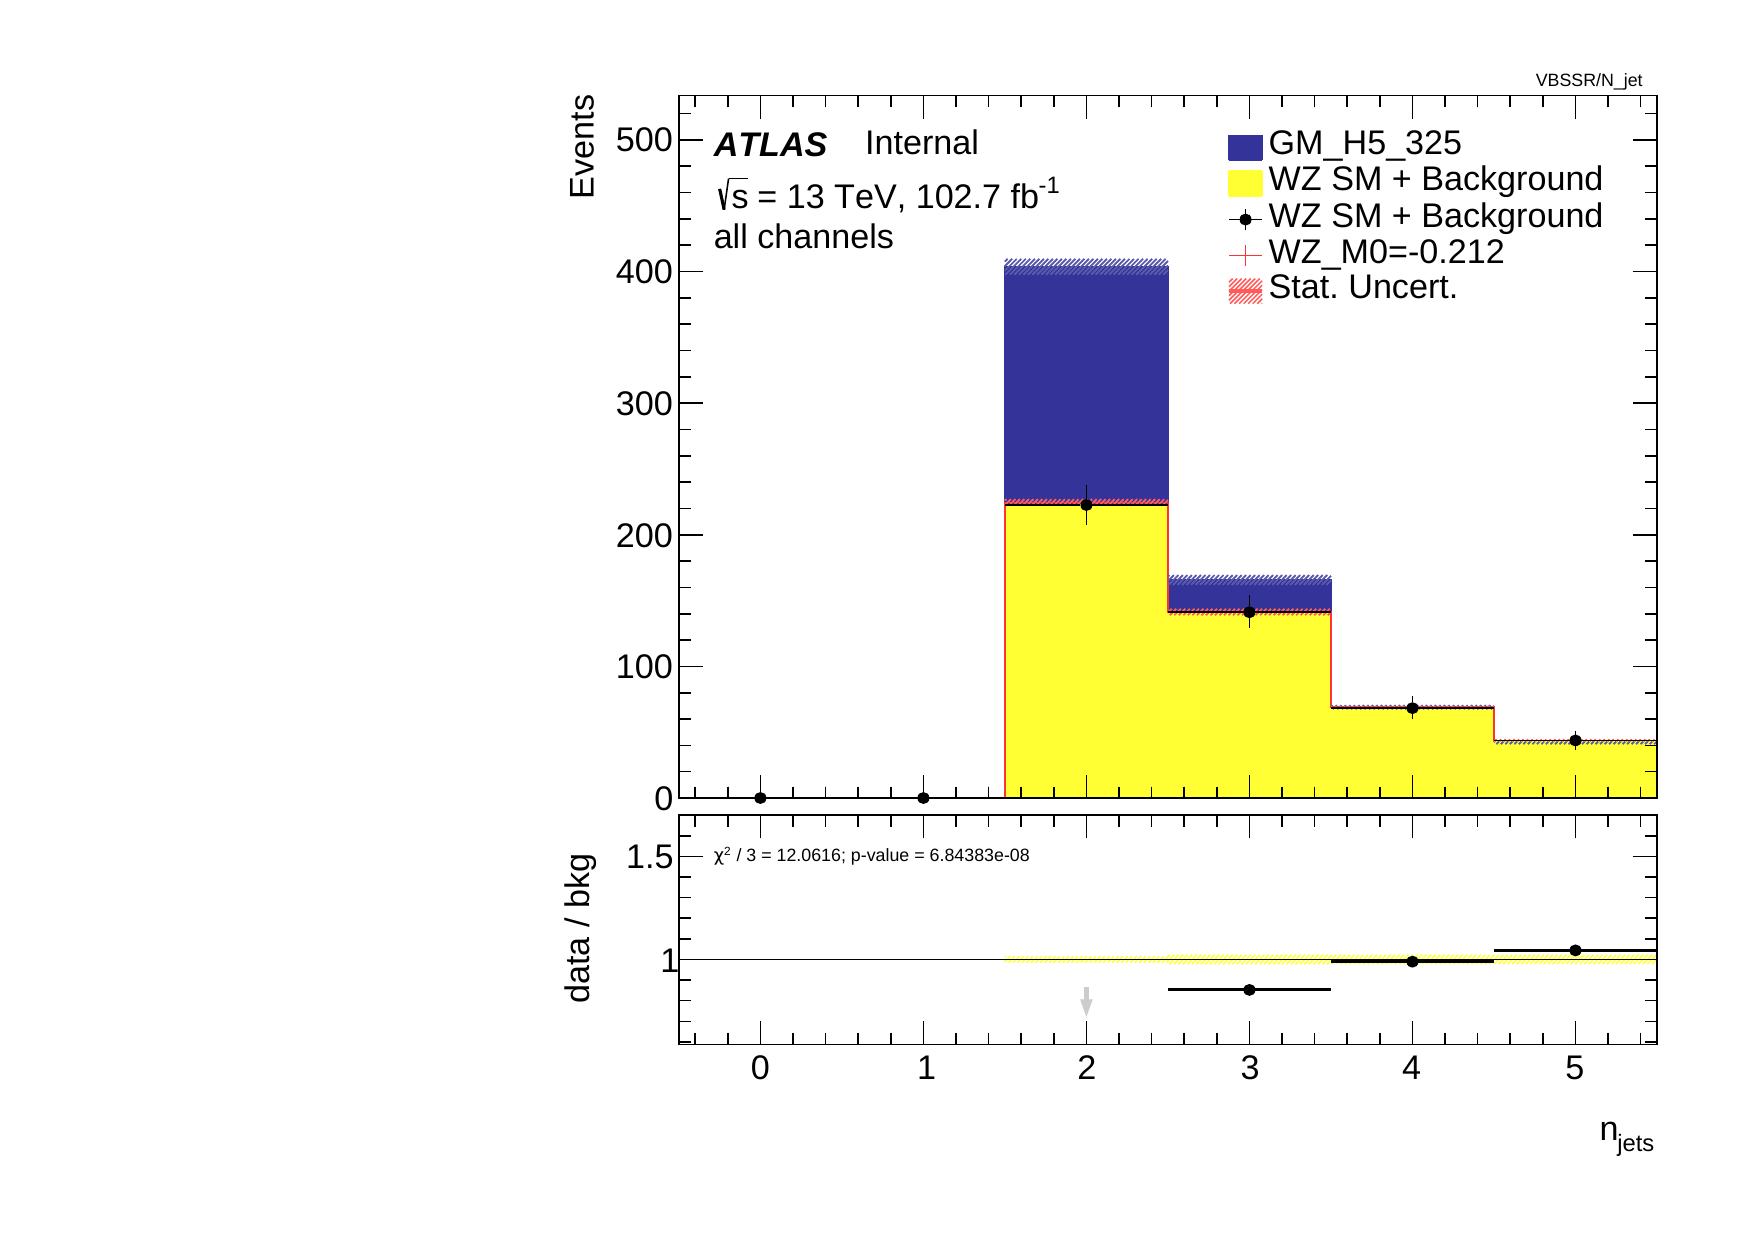 VBSSR/N_jet
Events
500
400
300
200
100
0
ATLAS Internal
√s = 13 TeV, 102.7 fb-1
all channels
GM_H5_325
WZ SM + Background
WZ SM + Background
WZ_M0=-0.212
Stat. Uncert.
data / bkg
1.5
1
χ2 / 3 = 12.0616; p-value = 6.84383e-08
0 1 2 3 4 5
njets